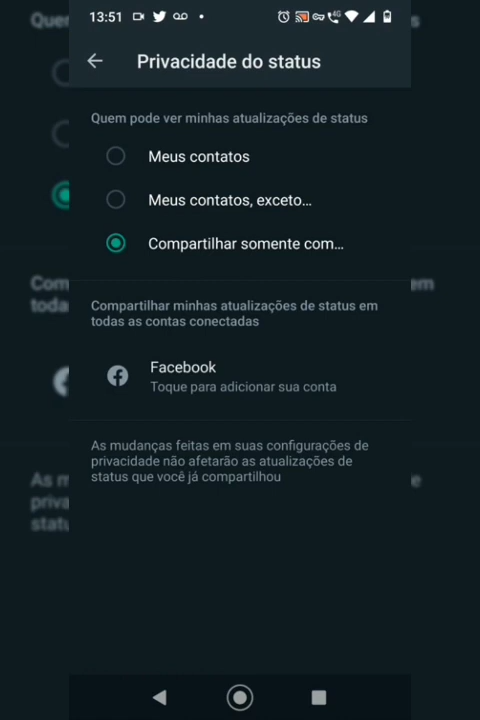 13:51
4G
Privacidade do status
Quem pode ver minhas atualizações de status
Meus contatos
Meus contatos, exceto...
Compartilhar somente com...
Compartilhar minhas atualizações de status em
todas as contas conectadas
Facebook
Toque para adicionar sua conta
As mudanças feitas em suas configurações de
privacidade não afetarão as atualizações de
status que você já compartilhou